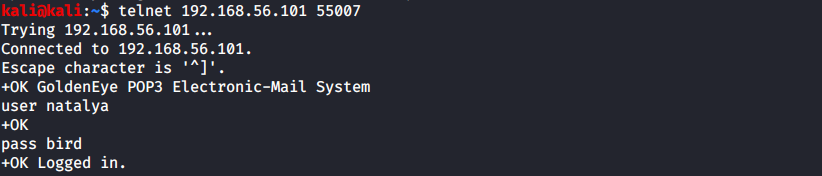 kali@kali:~$ telnet 192.168.56.101 55007
Trying 192.168.56.101...
Connected to 192.168.56.101.
Escape character is '^]'.
+OK GoldenEye POP3 Electronic-Mail System
user natalya
+OK
pass bird
+OK Logged in.